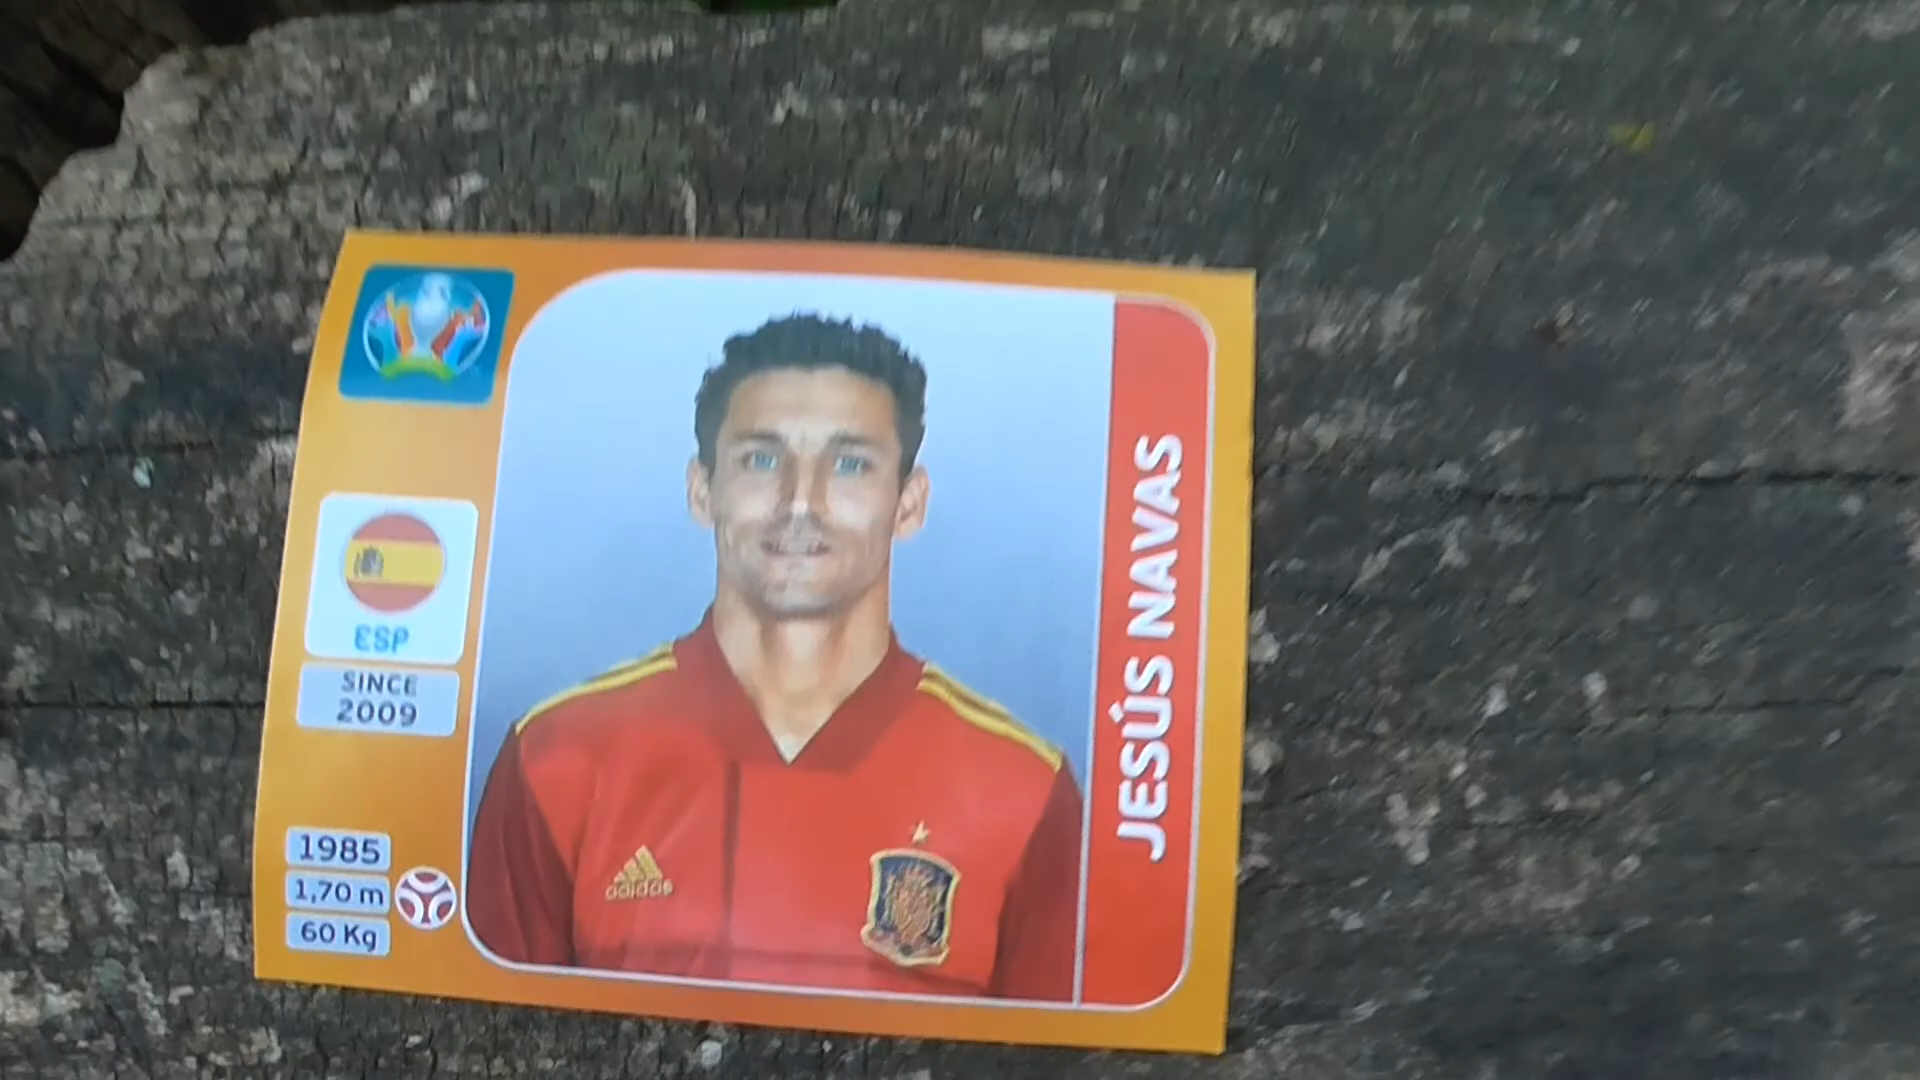 ESP
SINCE
2009
1985
1,70 m
60 Kg
adidas
JESÚS NAVAS